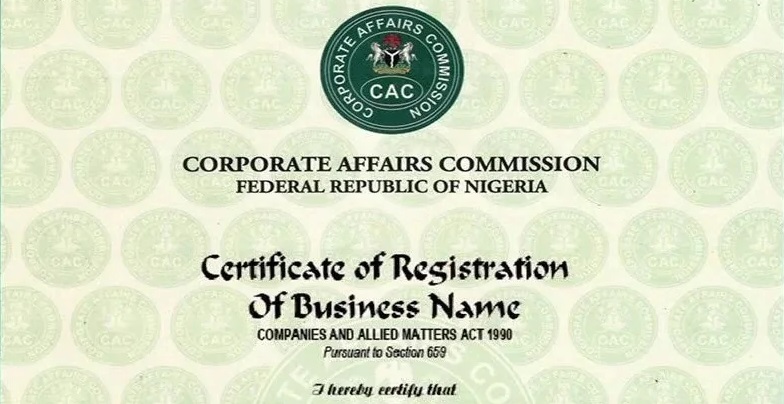 CORPORATE AFFAIRS COMMISSION
CAC
CORPORATE AFFAIRS COMMISSION
FEDERAL REPUBLIC OF NIGERIA
Certificate of Registration
Of Business Name
COMPANIES AND ALLIED MATTERS ACT 1990
Pursuant to Section 659
I hereby certify that